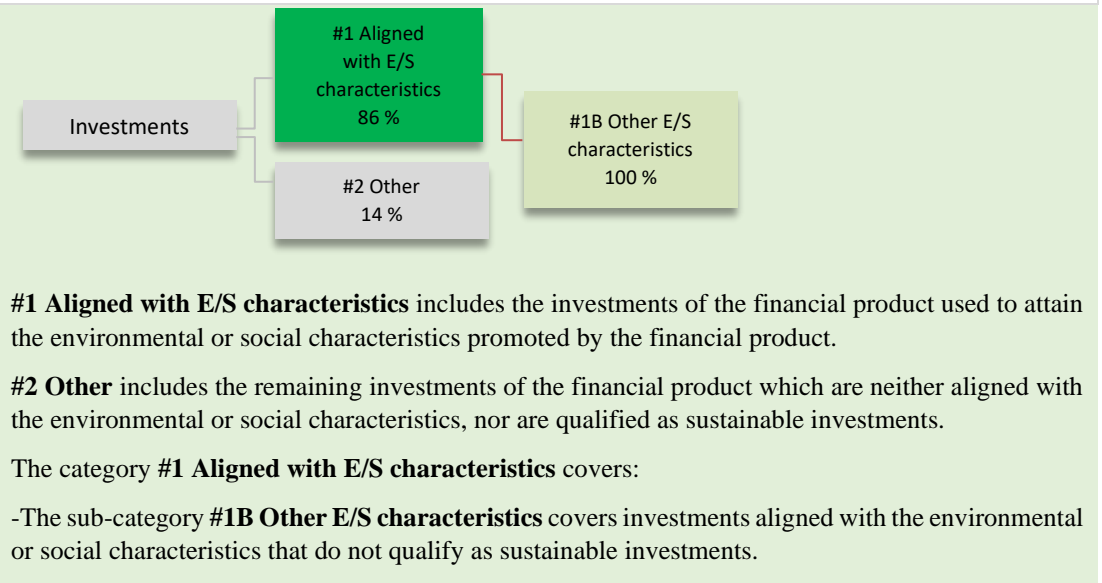 #1 Aligned
with E/S
characteristics
86 %
Investments
#1B Other E/S
characteristics
100 %
#2 Other
14 %
#1 Aligned with E/S characteristics includes the investments of the financial product used to attain
the environmental or social characteristics promoted by the financial product.
#2 Other includes the remaining investments of the financial product which are neither aligned with
the environmental or social characteristics, nor are qualified as sustainable investments.
The category #1 Aligned with E/S characteristics covers:
-The sub-category #1B Other E/S characteristics covers investments aligned with the environmental
or social characteristics that do not qualify as sustainable investments.